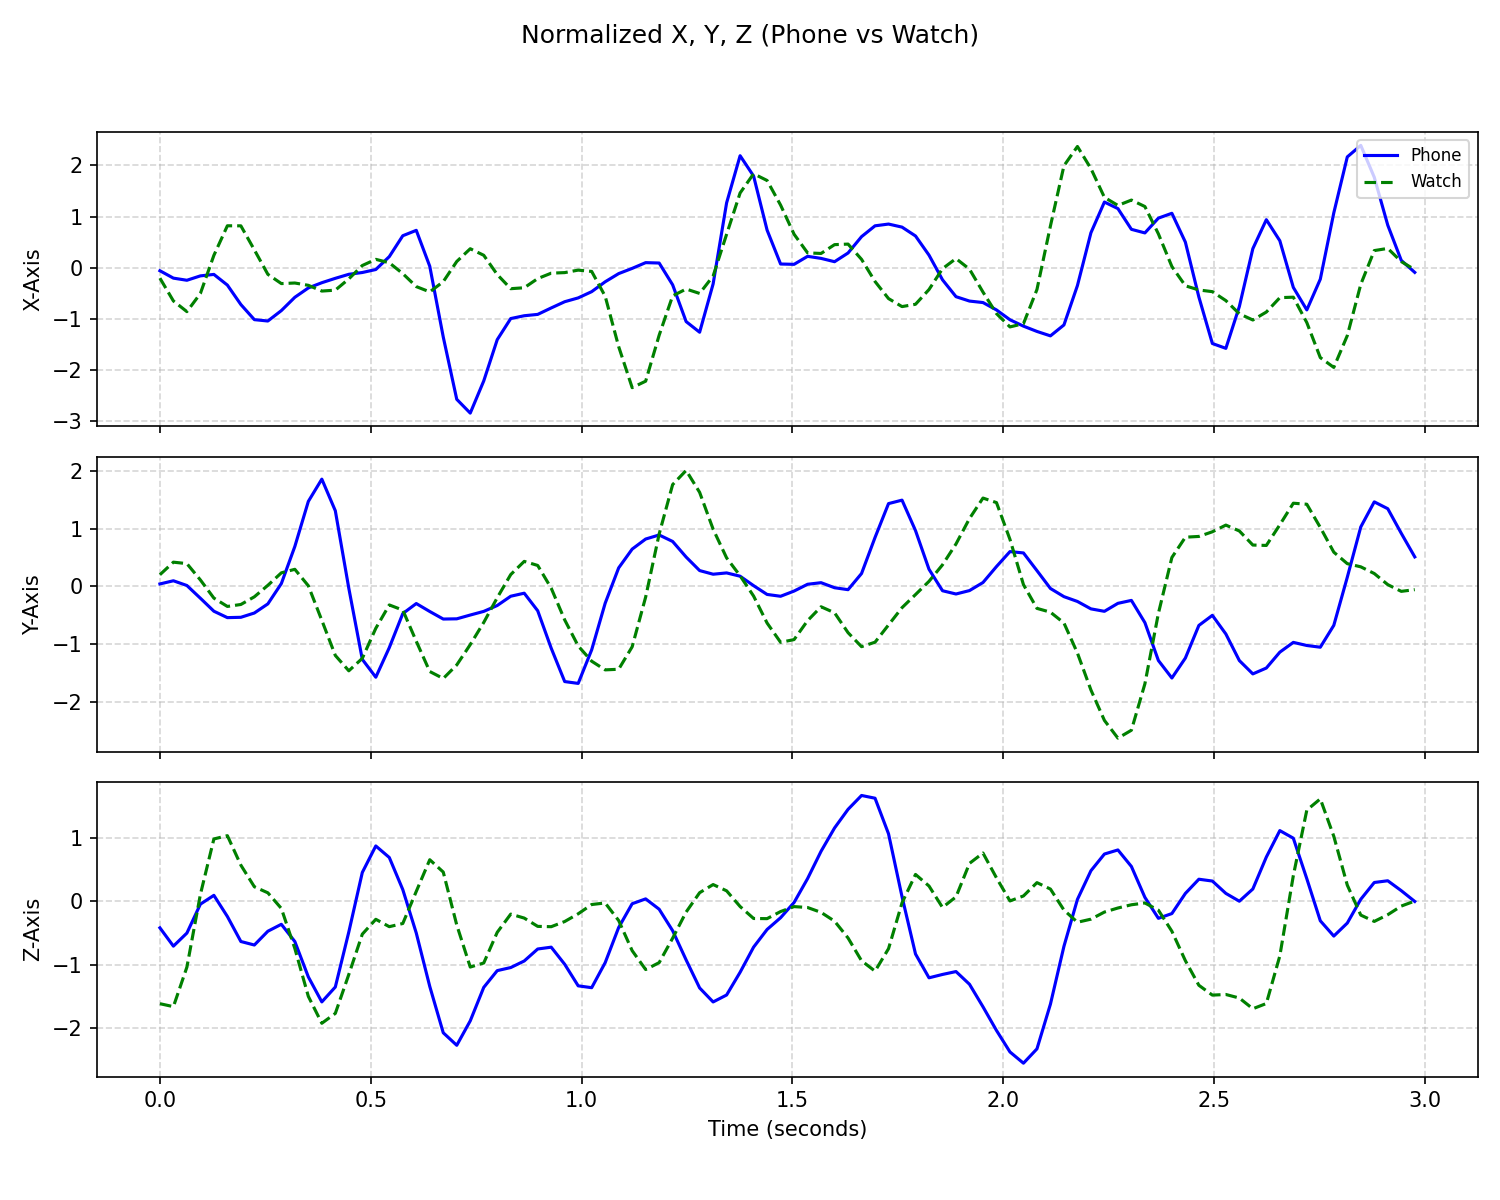 Normalized X, Y, Z (Phone vs Watch)
2
1
0
−1
−2
−3
X-Axis
Phone
Watch
2
1
0
−1
−2
Y-Axis
1
0
−1
−2
Z-Axis
0.0 0.5 1.0 1.5 2.0 2.5 3.0
Time (seconds)